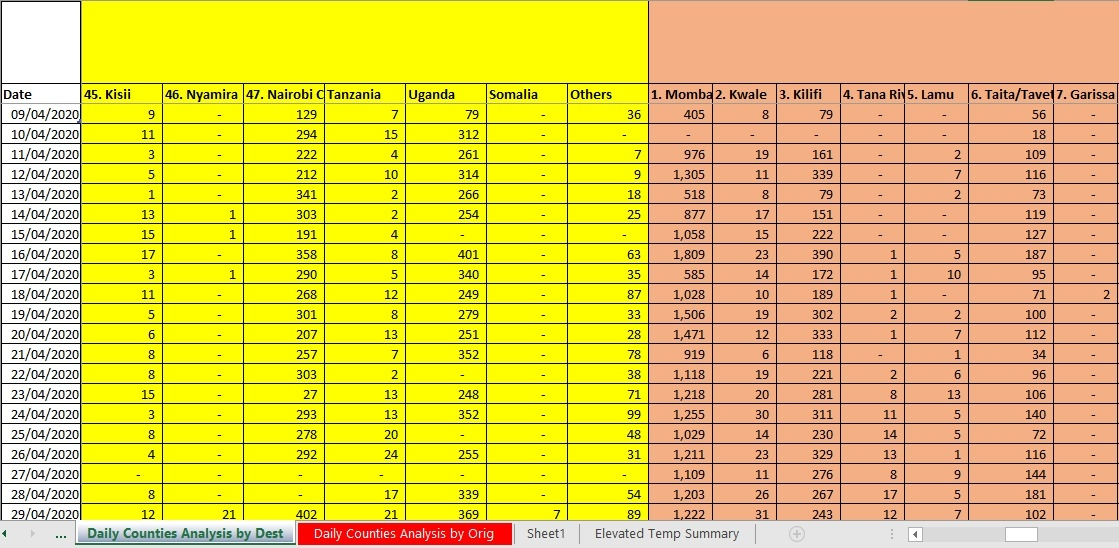 Date 45. Kisii 46. Nyamira 47. Nairobi C Tanzania Uganda Somalia Others 1. Momba 2. Kwale 3. Kilifi 4. Tana Riv 5. Lamu 6. Taita/Tavet 7. Garissa
09/04/2020 9 - 129 7 79 - 36 405 8 79 - - 56 -
10/04/2020 11 - 294 15 312 - - - - - - - 18 -
11/04/2020 3 - 222 4 261 - 7 976 19 161 - 2 109 -
12/04/2020 5 - 212 10 314 - 9 1,305 11 339 - 7 116 -
13/04/2020 1 - 341 2 266 - 18 518 8 79 - 2 73 -
14/04/2020 13 1 303 2 254 - 25 877 17 151 - - 119 -
15/04/2020 15 1 191 4 - - - 1,058 15 222 - - 127 -
16/04/2020 17 - 358 8 401 - 63 1,809 23 390 1 5 187 -
17/04/2020 3 1 290 5 340 - 35 585 14 172 1 10 95 -
18/04/2020 11 - 268 12 249 - 87 1,028 10 189 1 - 71 2
19/04/2020 5 - 301 8 279 - 33 1,506 19 302 2 2 100 -
20/04/2020 6 - 207 13 251 - 28 1,471 12 333 1 7 112 -
21/04/2020 8 - 257 7 352 - 78 919 6 118 - 1 34 -
22/04/2020 8 - 303 2 - - 38 1,118 19 221 2 6 96 -
23/04/2020 15 - 27 13 248 - 71 1,218 20 281 8 13 106 -
24/04/2020 3 - 293 13 352 - 99 1,255 30 311 11 5 140 -
25/04/2020 8 - 278 20 - - 48 1,029 14 230 14 5 72 -
26/04/2020 4 - 292 24 255 - 31 1,211 23 329 13 1 116 -
27/04/2020 - - - - - - - 1,109 11 276 8 9 144 -
28/04/2020 8 - - 17 339 - 54 1,203 26 267 17 5 181 -
29/04/2020 12 21 402 21 369 7 89 1,222 31 243 12 7 102 -
... Daily Counties Analysis by Dest Daily Counties Analysis by Orig Sheet1 Elevated Temp Summary